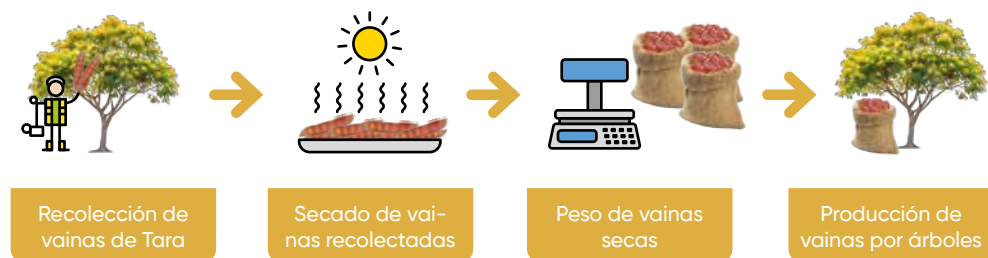 Recolección de
vainas de Tara
Secado de vai-
nas recolectadas
Peso de vainas
secas
Producción de
vainas por árboles